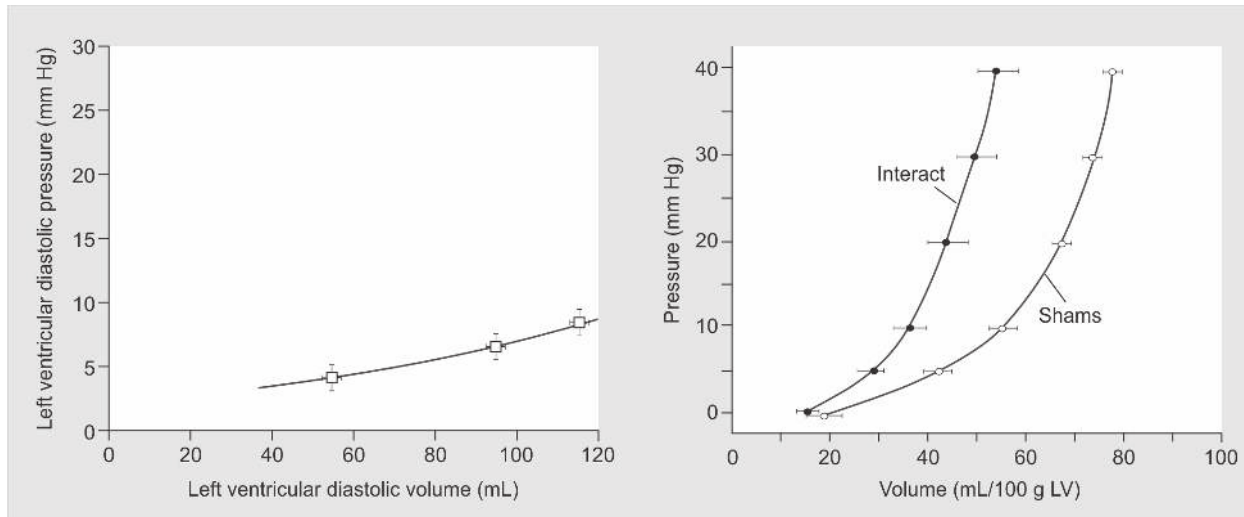 Left ventricular diastolic pressure (mm Hg)
30
25
20
15
10
5
0
0 20 40 60 80 100 120
Left ventricular diastolic volume (mL)
Pressure (mm Hg)
40
30
20
10
0
Interact
Shams
0 20 40 60 80 100
Volume (mL/100 g LV)